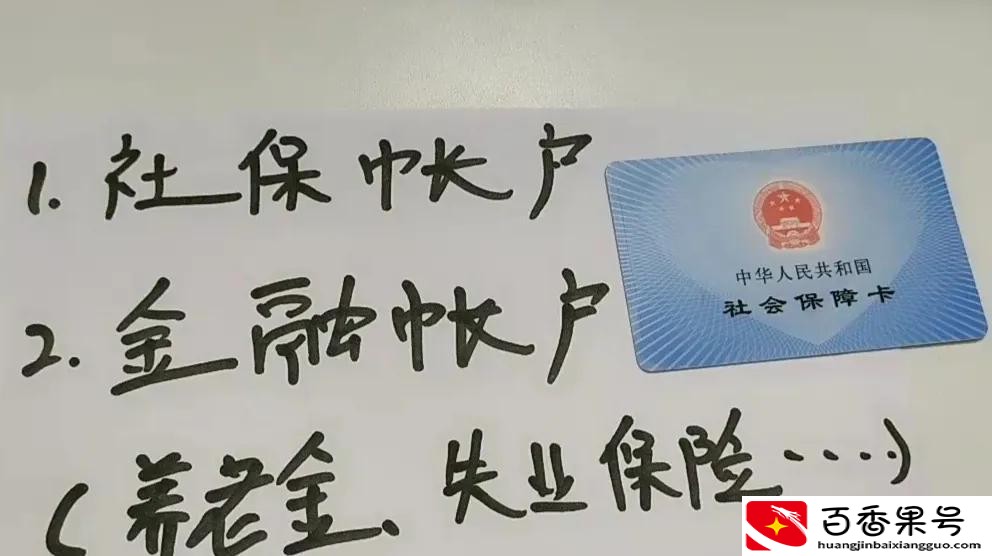 1. 社保帐户
中华人民共和国
社会保障卡
2. 金融帐户
(养老金、失业保险....)
百香果号
huangjinbaixiangguo.com